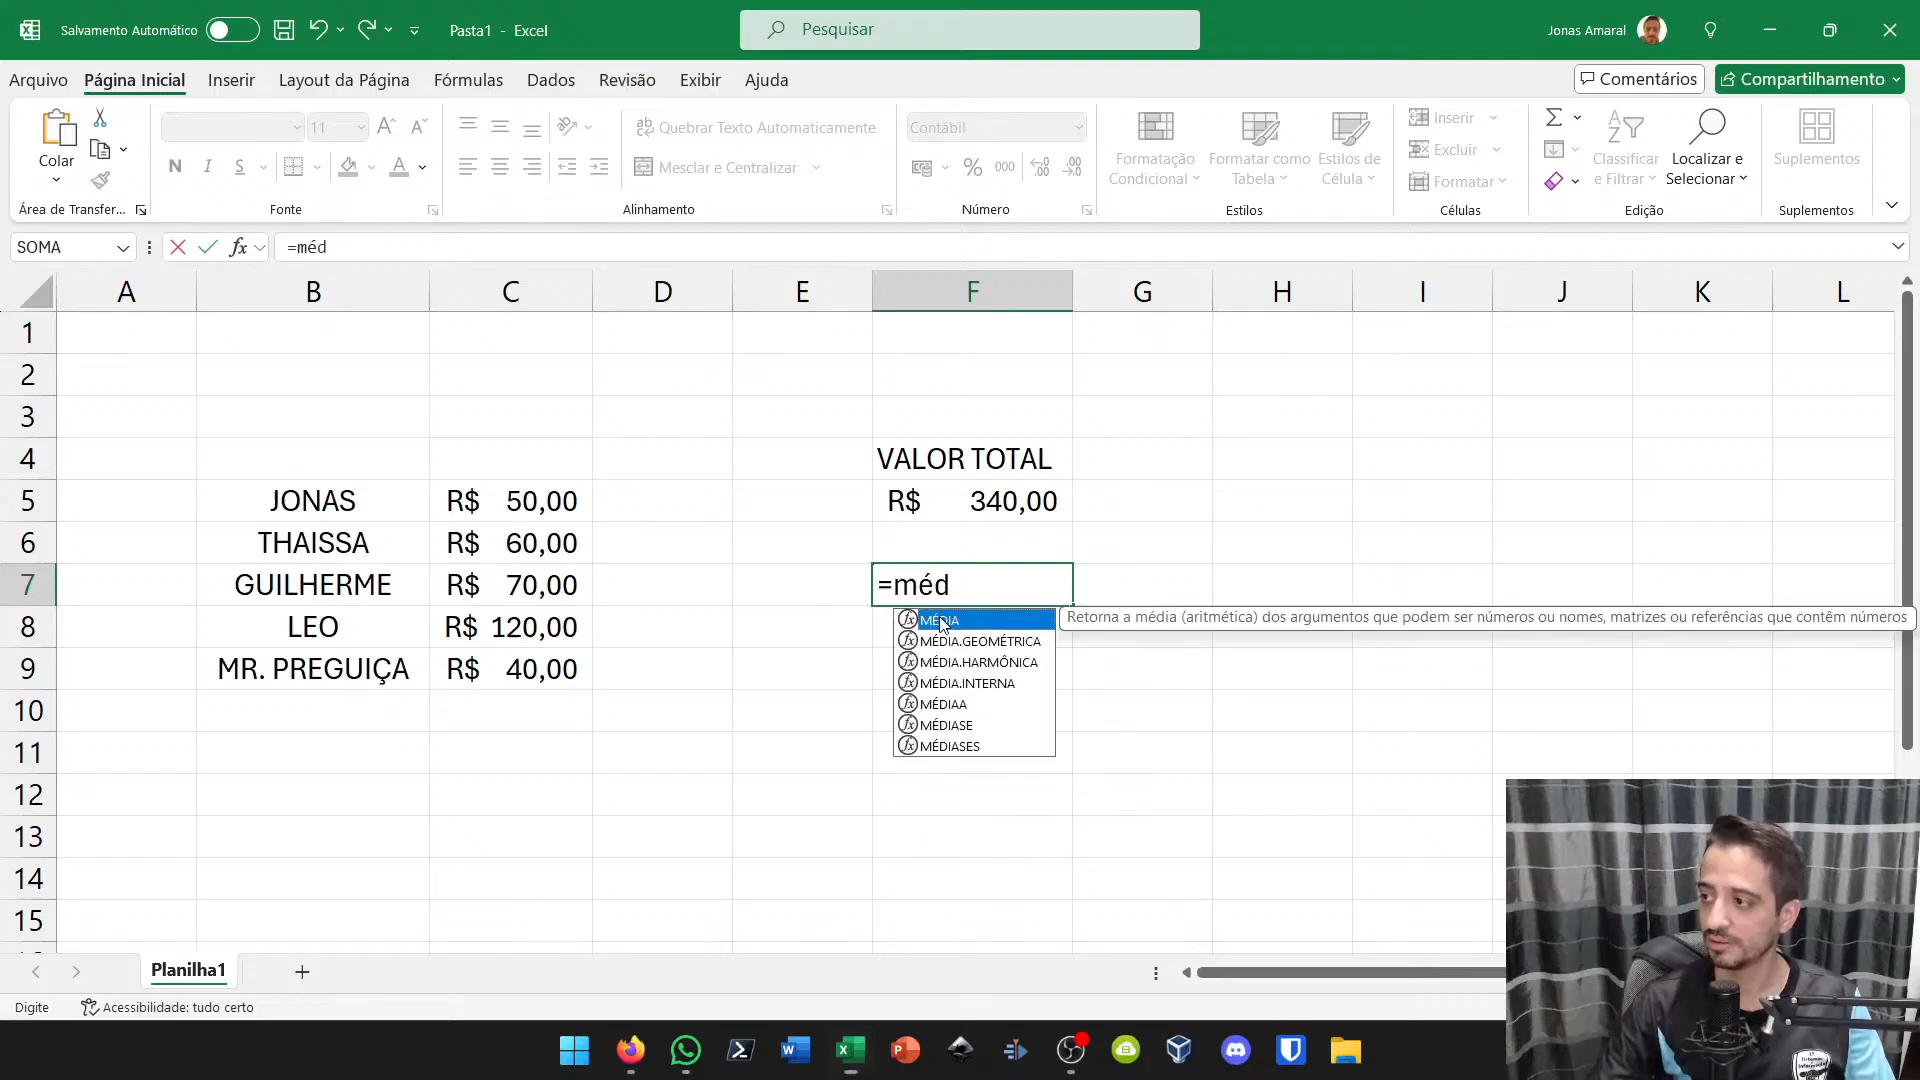 Salvamento Automático
Pasta1 - Excel
Pesquisar
Jonas Amaral
Arquivo Página Inicial Inserir Layout da Página Fórmulas Dados Revisão Exibir Ajuda
Comentários Compartilhamento
Colar
Área de Transfer...
11
N I S
Fonte
Quebrar Texto Automaticamente
Mesclar e Centralizar
Alinhamento
Contábil
% 000
Número
Formatação Condicional
Formatar como Tabela
Estilos de Célula
Estilos
Inserir
Excluir
Formatar
Células
Classificar e Filtrar
Localizar e Selecionar
Edição
Suplementos
Suplementos
SOMA fx =méd
A B C D E F G H I J K L
1
2
3
4 VALOR TOTAL
5 JONAS R$ 50,00 R$ 340,00
6 THAISSA R$ 60,00
7 GUILHERME R$ 70,00 =méd
8 LEO R$ 120,00
9 MR. PREGUIÇA R$ 40,00
MÉDIA
Retorna a média (aritmética) dos argumentos que podem ser números ou nomes, matrizes ou referências que contêm números
MÉDIA.GEOMÉTRICA
MÉDIA.HARMÔNICA
MÉDIA.INTERNA
MÉDIAA
MÉDIASE
MÉDIASES
10
11
12
13
14
15
Planilha1
Digite
Acessibilidade: tudo certo